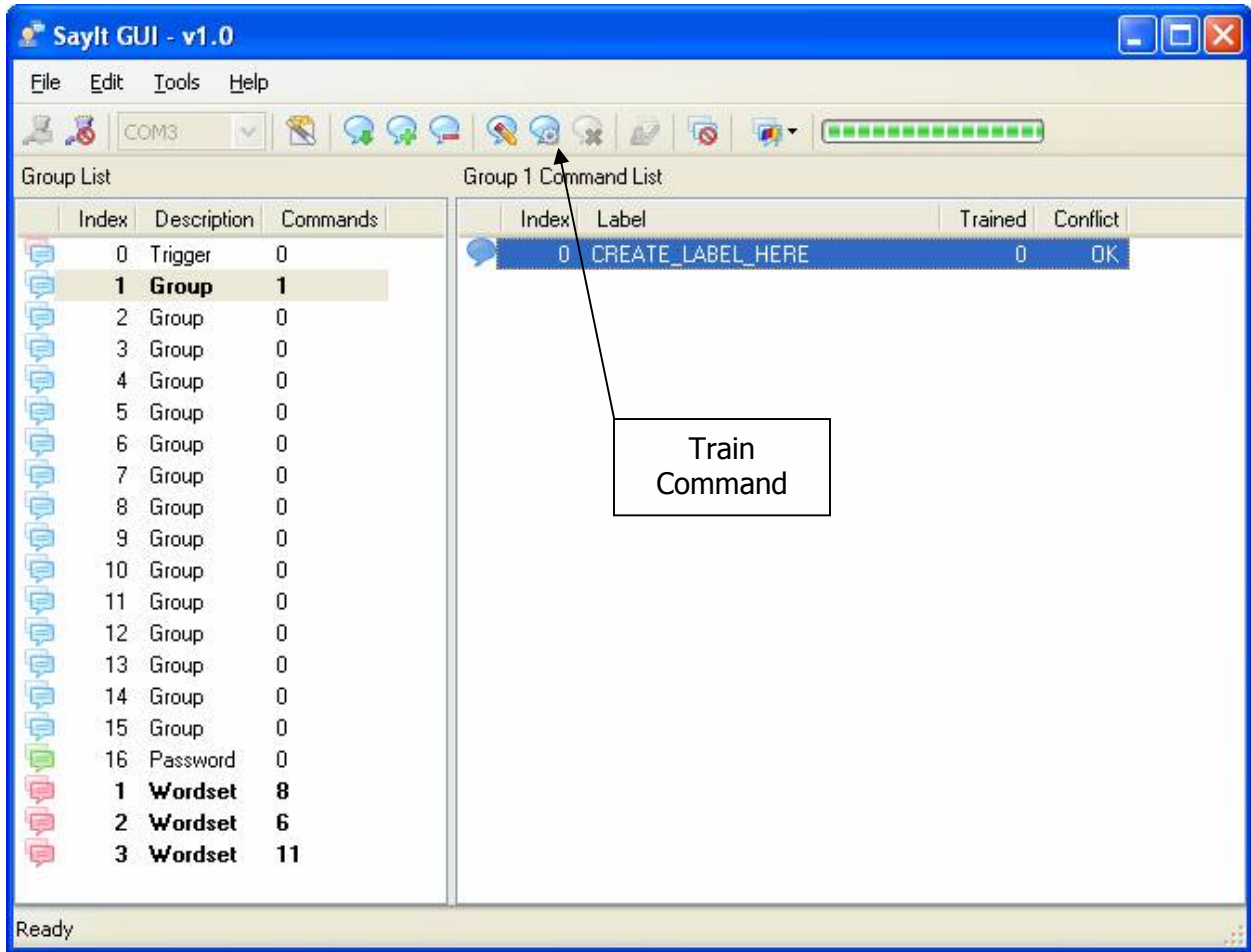 SayIt GUI - v1.0
File Edit Tools Help
COM3
Group List
Index Description Commands
0 Trigger 0
1 Group 1
2 Group 0
3 Group 0
4 Group 0
5 Group 0
6 Group 0
7 Group 0
8 Group 0
9 Group 0
10 Group 0
11 Group 0
12 Group 0
13 Group 0
14 Group 0
15 Group 0
16 Password 0
1 Wordset 8
2 Wordset 6
3 Wordset 11
Group 1 Command List
Index Label Trained Conflict
0 CREATE_LABEL_HERE 0 OK
Train
Command
Ready